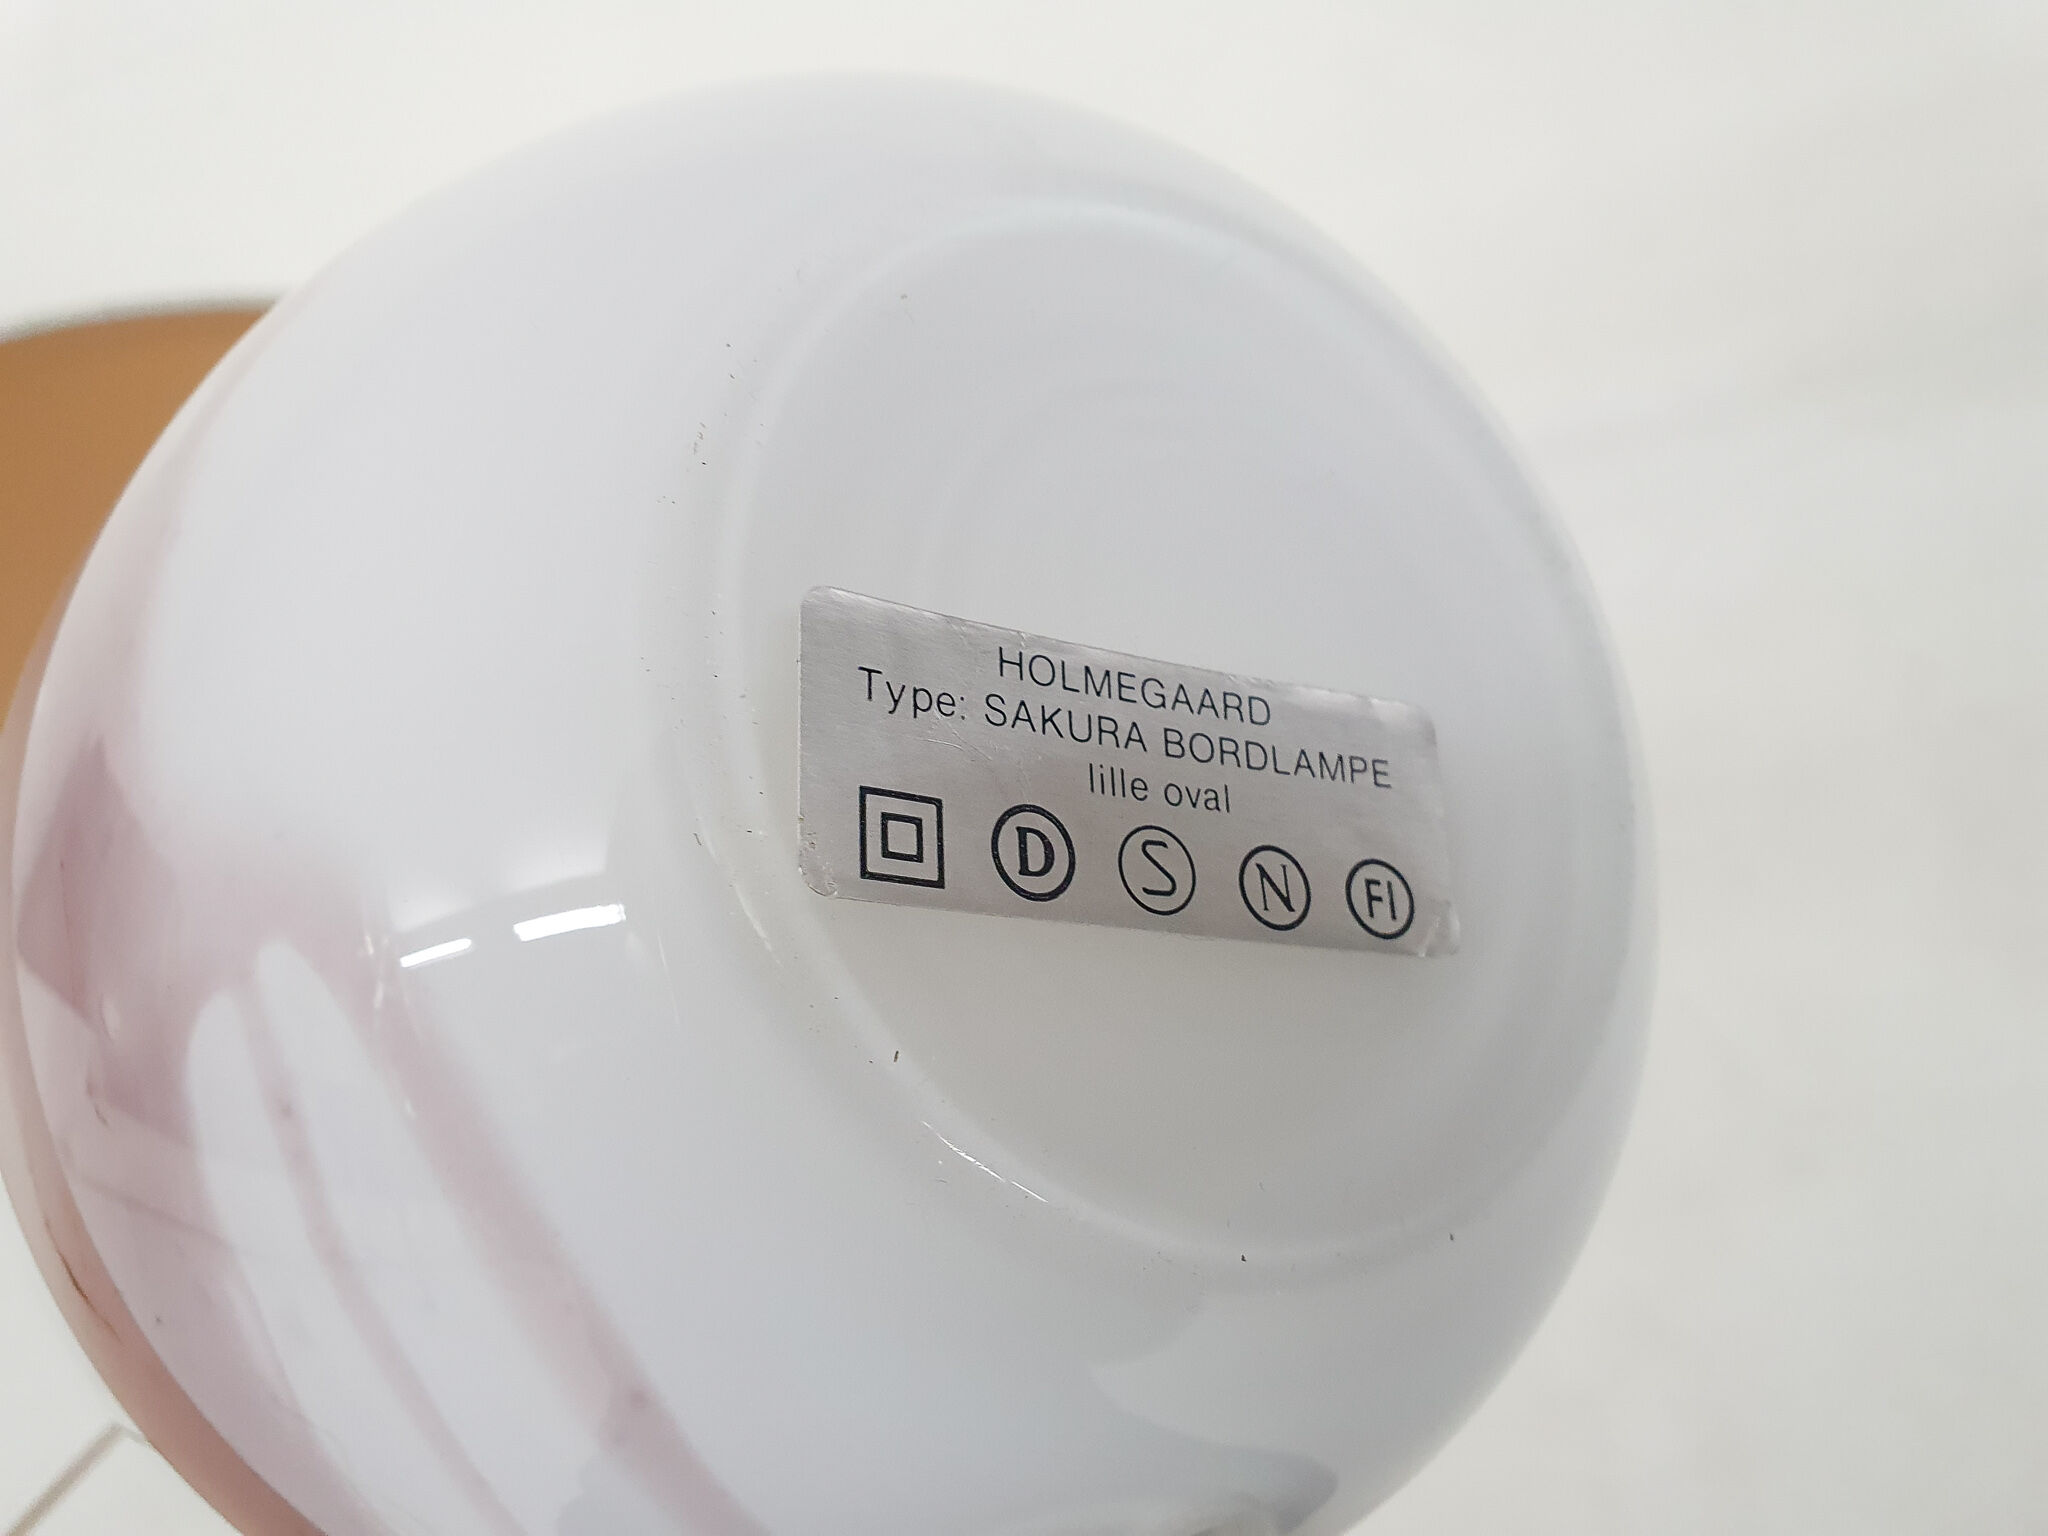 HOLMEGAARD
Type: SAKURA BORDLAMPE
lille oval
D S N FI